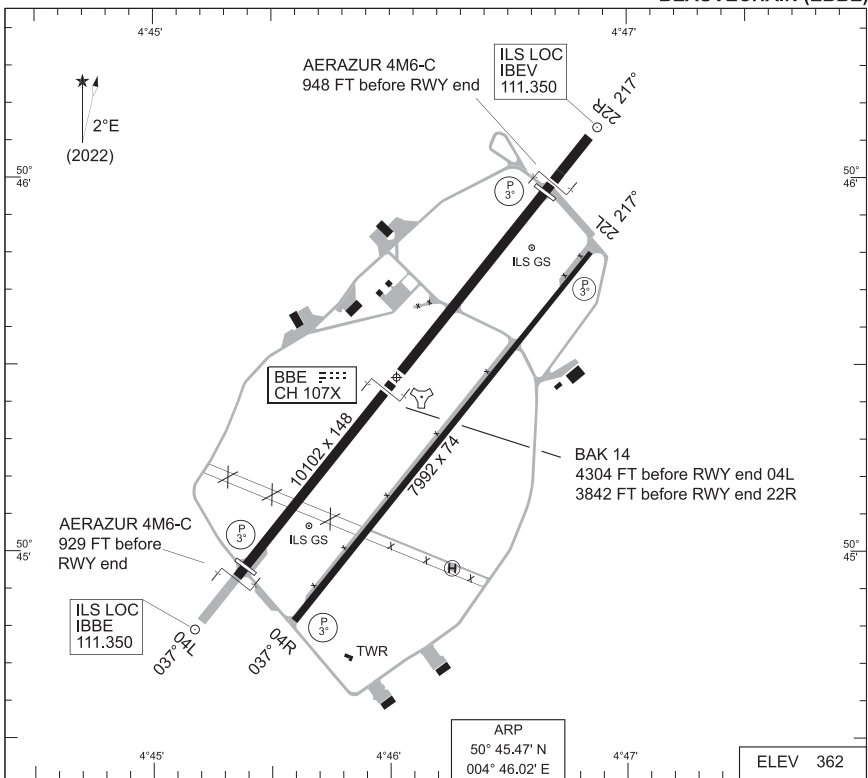 4°45'
4°47'
AERAZUR 4M6-C
948 FT before RWY end
ILS LOC
IBEV
111.350
22R 217°
2°E
(2022)
50°
46'
50°
46'
P
3°
22L 217°
ILS GS
P
3°
BBE
CH 107X
10102 x 148
7992 x 74
BAK 14
4304 FT before RWY end 04L
3842 FT before RWY end 22R
AERAZUR 4M6-C
929 FT before
RWY end
P
3°
ILS GS
H
50°
45'
50°
45'
ILS LOC
IBBE
111.350
04L
037°
04R
037°
P
3°
TWR
ARP
50° 45.47' N
004° 46.02' E
ELEV 362
4°45'
4°46'
4°47'